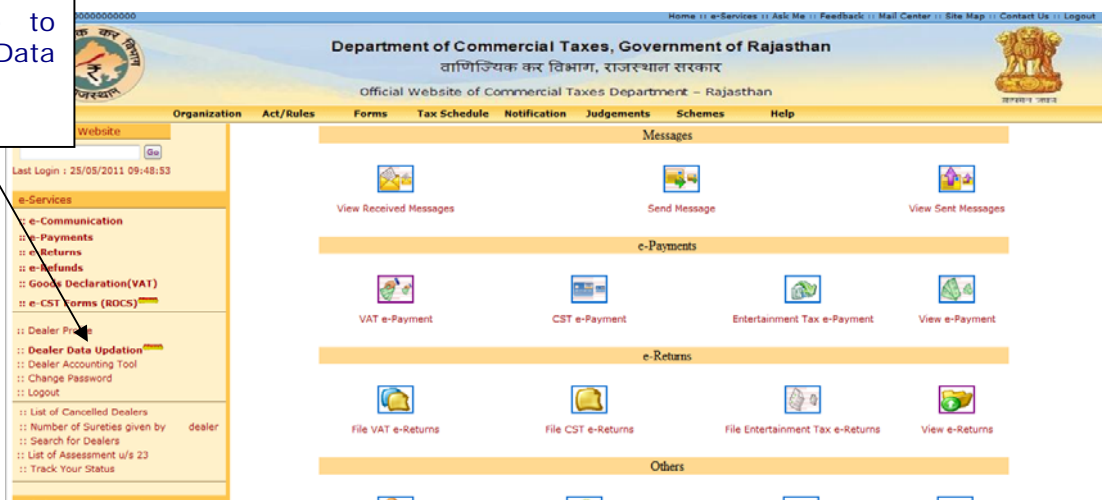 to
Data
00000000000
Home :: e-Services :: Ask Me :: Feedback :: Mail Center :: Site Map :: Contact Us :: Logout
Department of Commercial Taxes, Government of Rajasthan
वाणिज्यिक कर विभाग, राजस्थान सरकार
Official Website of Commercial Taxes Department – Rajasthan
Organization Act/Rules Forms Tax Schedule Notification Judgements Schemes Help
Website
Go
Last Login : 25/05/2011 09:48:53
e-Services
:: e-Communication
:: e-Payments
:: e-Returns
:: e-Refunds
:: Goods Declaration(VAT)
:: e-CST Forms (ROCS)
:: Dealer Profile
:: Dealer Data Updation
:: Dealer Accounting Tool
:: Change Password
:: Logout
:: List of Cancelled Dealers
:: Number of Sureties given by dealer
:: Search for Dealers
:: List of Assessment u/s 23
:: Track Your Status
Messages
View Received Messages Send Message View Sent Messages
e-Payments
VAT e-Payment CST e-Payment Entertainment Tax e-Payment View e-Payment
e-Returns
File VAT e-Returns File CST e-Returns File Entertainment Tax e-Returns View e-Returns
Others